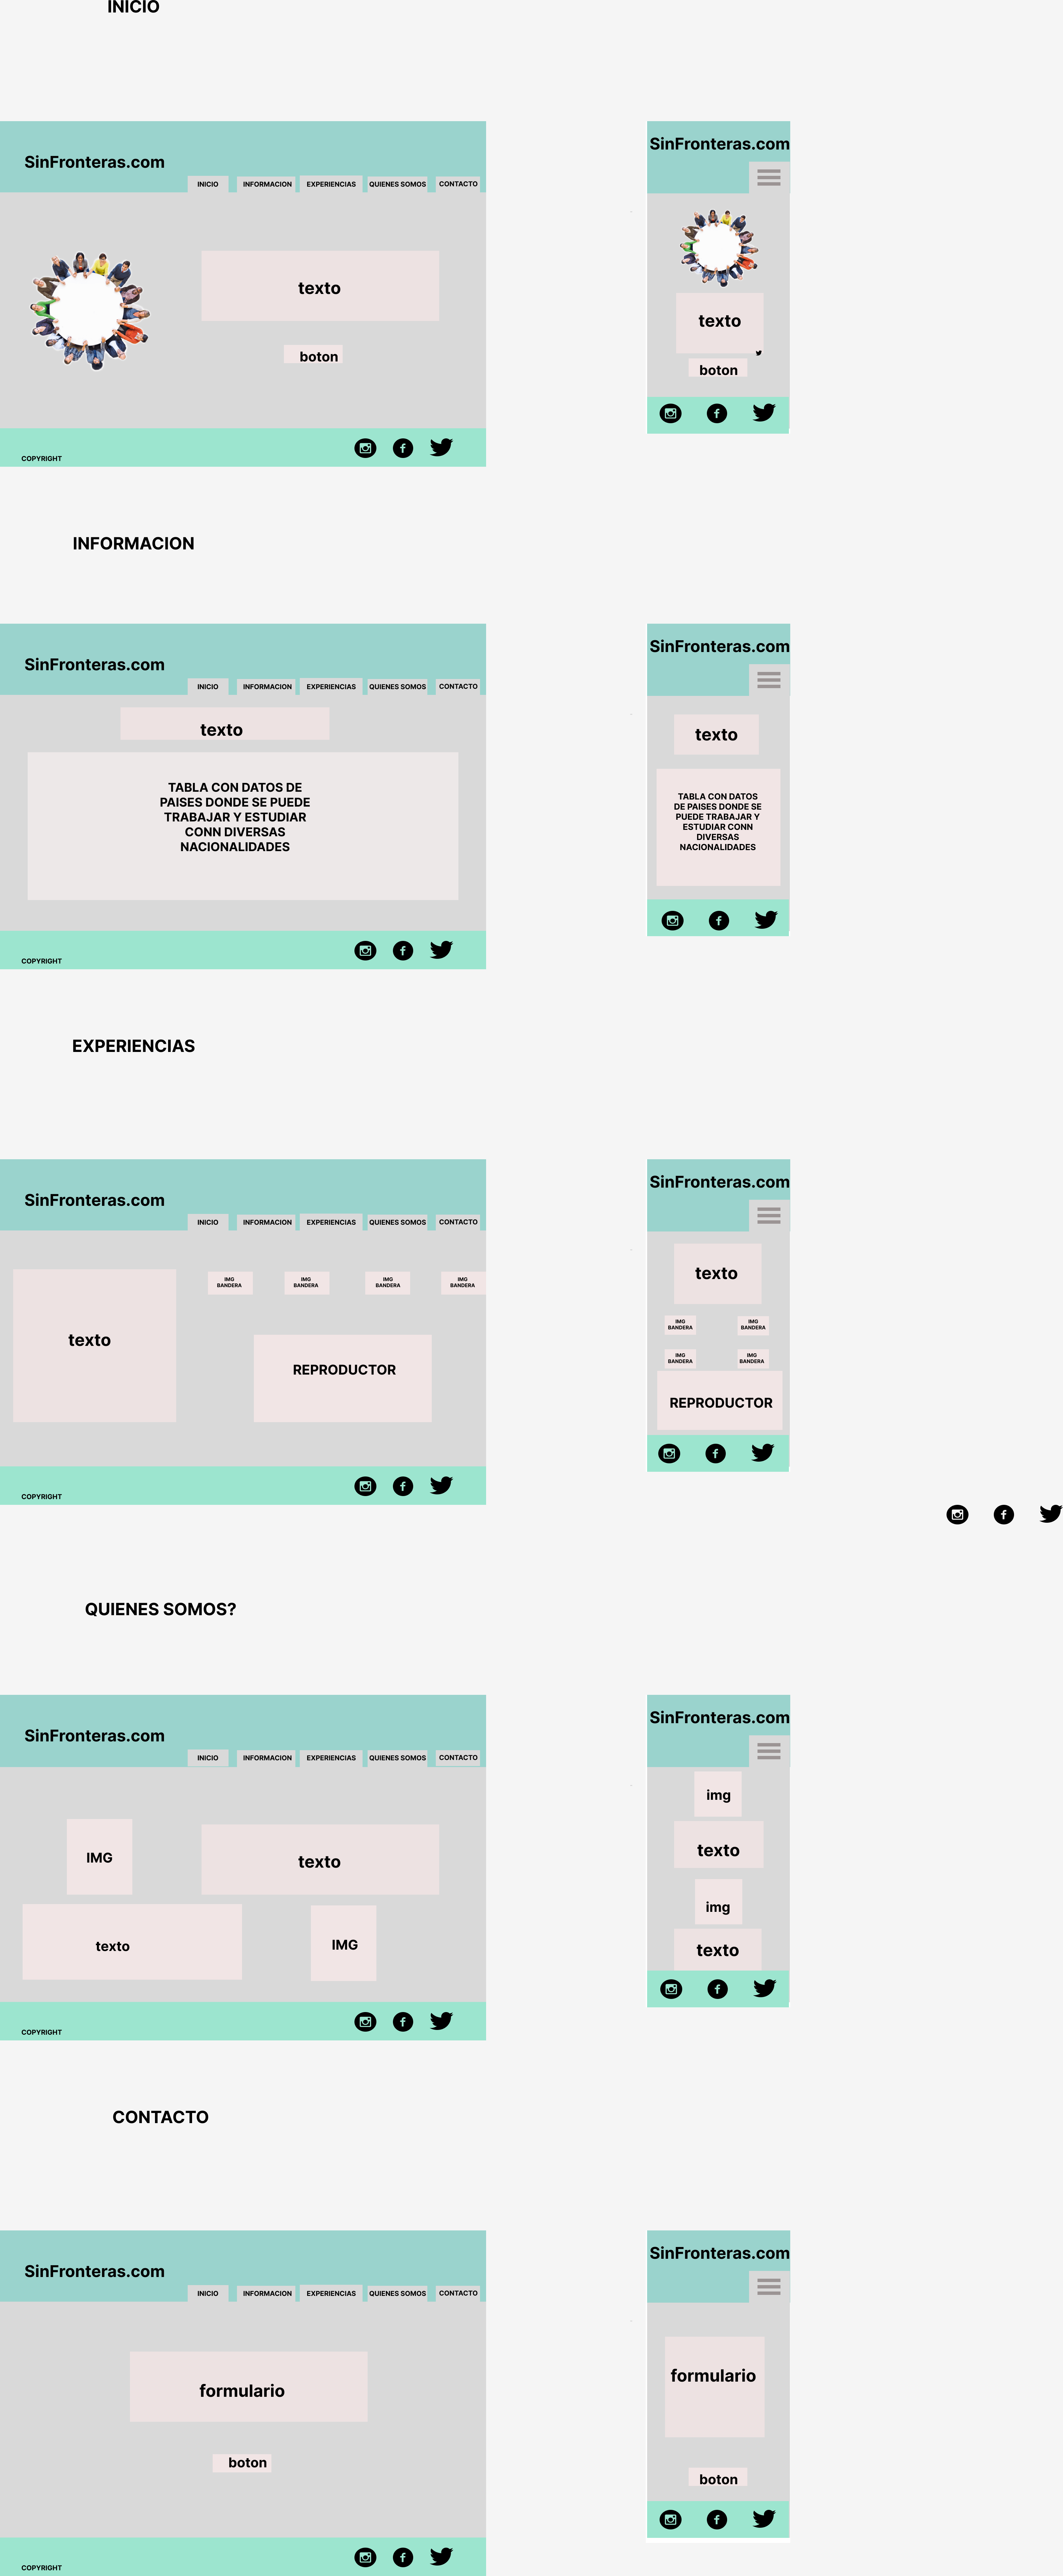 INICIO
SinFronteras.com
INICIO
INFORMACION
EXPERIENCIAS
QUIENES SOMOS
CONTACTO
texto
boton
COPYRIGHT
SinFronteras.com
texto
boton
INFORMACION
SinFronteras.com
INICIO
INFORMACION
EXPERIENCIAS
QUIENES SOMOS
CONTACTO
texto
TABLA CON DATOS DE
PAISES DONDE SE PUEDE
TRABAJAR Y ESTUDIAR
CONN DIVERSAS
NACIONALIDADES
COPYRIGHT
SinFronteras.com
texto
TABLA CON DATOS
DE PAISES DONDE SE
PUEDE TRABAJAR Y
ESTUDIAR CONN
DIVERSAS
NACIONALIDADES
EXPERIENCIAS
SinFronteras.com
INICIO
INFORMACION
EXPERIENCIAS
QUIENES SOMOS
CONTACTO
texto
IMG
BANDERA
IMG
BANDERA
IMG
BANDERA
IMG
BANDERA
REPRODUCTOR
COPYRIGHT
SinFronteras.com
texto
IMG
BANDERA
IMG
BANDERA
IMG
BANDERA
IMG
BANDERA
REPRODUCTOR
QUIENES SOMOS?
SinFronteras.com
INICIO
INFORMACION
EXPERIENCIAS
QUIENES SOMOS
CONTACTO
IMG
texto
texto
IMG
COPYRIGHT
SinFronteras.com
img
texto
img
texto
CONTACTO
SinFronteras.com
INICIO
INFORMACION
EXPERIENCIAS
QUIENES SOMOS
CONTACTO
formulario
boton
COPYRIGHT
SinFronteras.com
formulario
boton